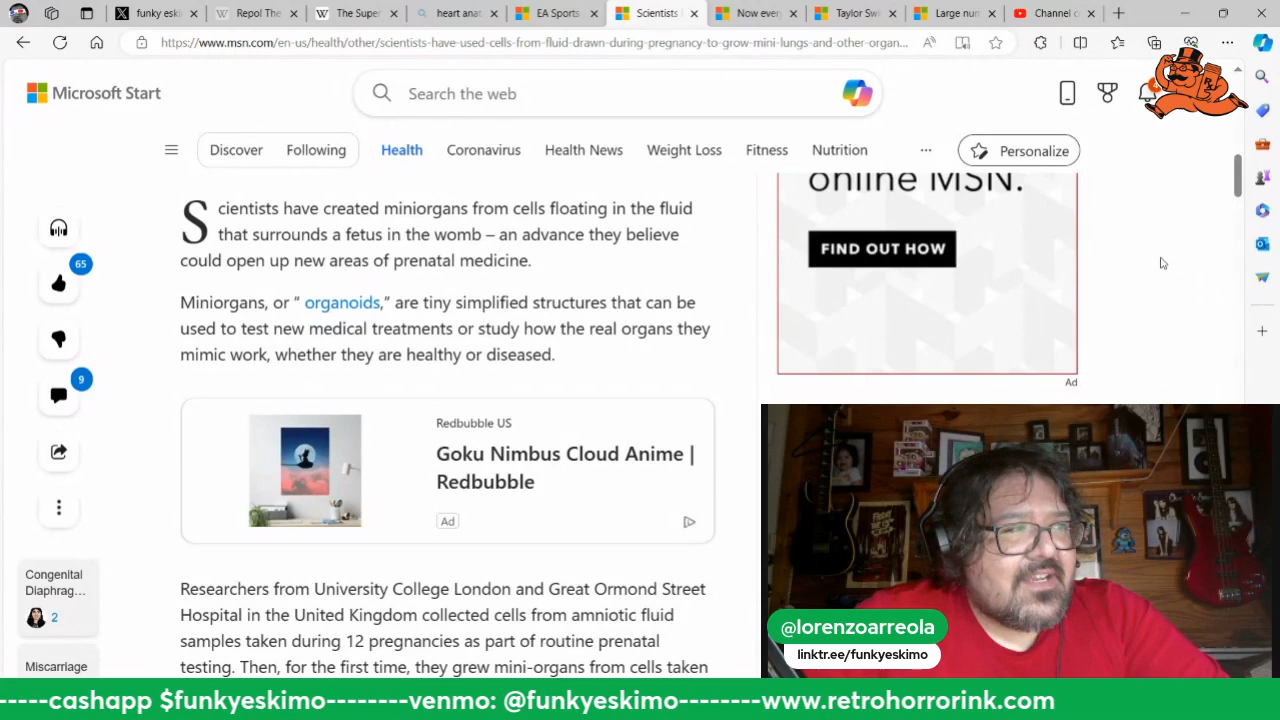 funky eski
Repol The
The Super
heart anat
EA Sports
Scientists
Now every
Taylor Swi
Large nun
Channel c
https://www.msn.com/en-us/health/other/scientists-have-used-cells-from-fluid-drawn-during-pregnancy-to-grow-mini-lungs-and-other-organ...
Microsoft Start
Search the web
Discover
Following
Health
Coronavirus
Health News
Weight Loss
Fitness
Nutrition
...
Personalize
65
9
Congenital
Diaphrag...
2
Miscarriage
Scientists have created miniorgans from cells floating in the fluid
that surrounds a fetus in the womb – an advance they believe
could open up new areas of prenatal medicine.
Miniorgans, or “ organoids,” are tiny simplified structures that can be
used to test new medical treatments or study how the real organs they
mimic work, whether they are healthy or diseased.
Redbubble US
Goku Nimbus Cloud Anime |
Redbubble
Ad
Researchers from University College London and Great Ormond Street
Hospital in the United Kingdom collected cells from amniotic fluid
samples taken during 12 pregnancies as part of routine prenatal
testing. Then, for the first time, they grew mini-organs from cells taken
online MSN.
FIND OUT HOW
Ad
@lorenzoarreola
linktr.ee/funkyeskimo
-----cashapp $funkyeskimo--------venmo: @funkyeskimo--------www.retrohorrorink.com